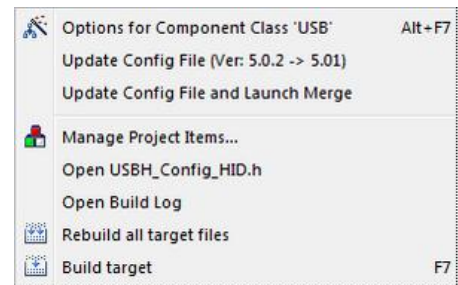 Options for Component Class 'USB' Alt+F7
Update Config File (Ver: 5.0.2 -> 5.01)
Update Config File and Launch Merge
Manage Project Items...
Open USBH_Config_HID.h
Open Build Log
Rebuild all target files
Build target F7